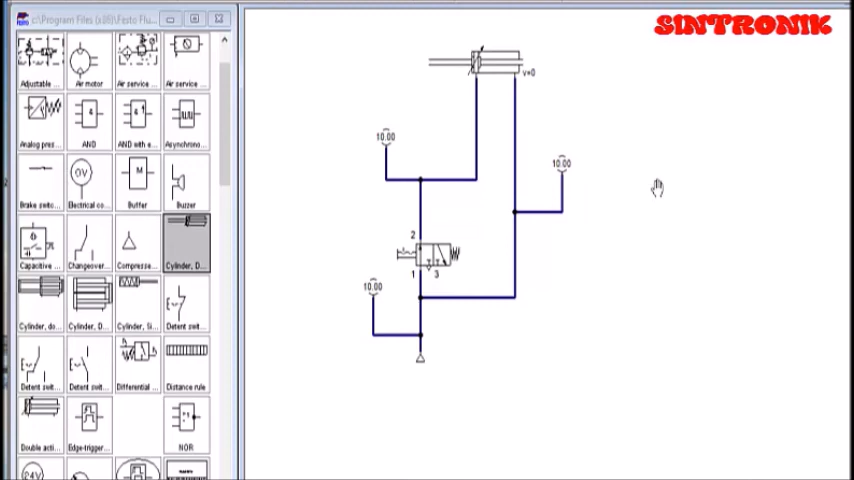 c:\Program Files (x86)\Festo Flu...
SINTRONIK
Adjustable ...
Air motor
Air service ...
Air service ...
Analog pres...
AND
AND with e...
Asynchrono...
Brake switc...
Electrical co...
Buffer
Buzzer
Capacitive ...
Changeover...
Compresse...
Cylinder, D...
Cylinder, do...
Cylinder, D...
Cylinder, Si...
Detent swit...
Detent swit...
Detent swit...
Differential ...
Distance rule
Double acti...
Edge-trigger...
NOR
24V
0V
M
&
&
v=0
10.00
10.00
2
1
3
10.00